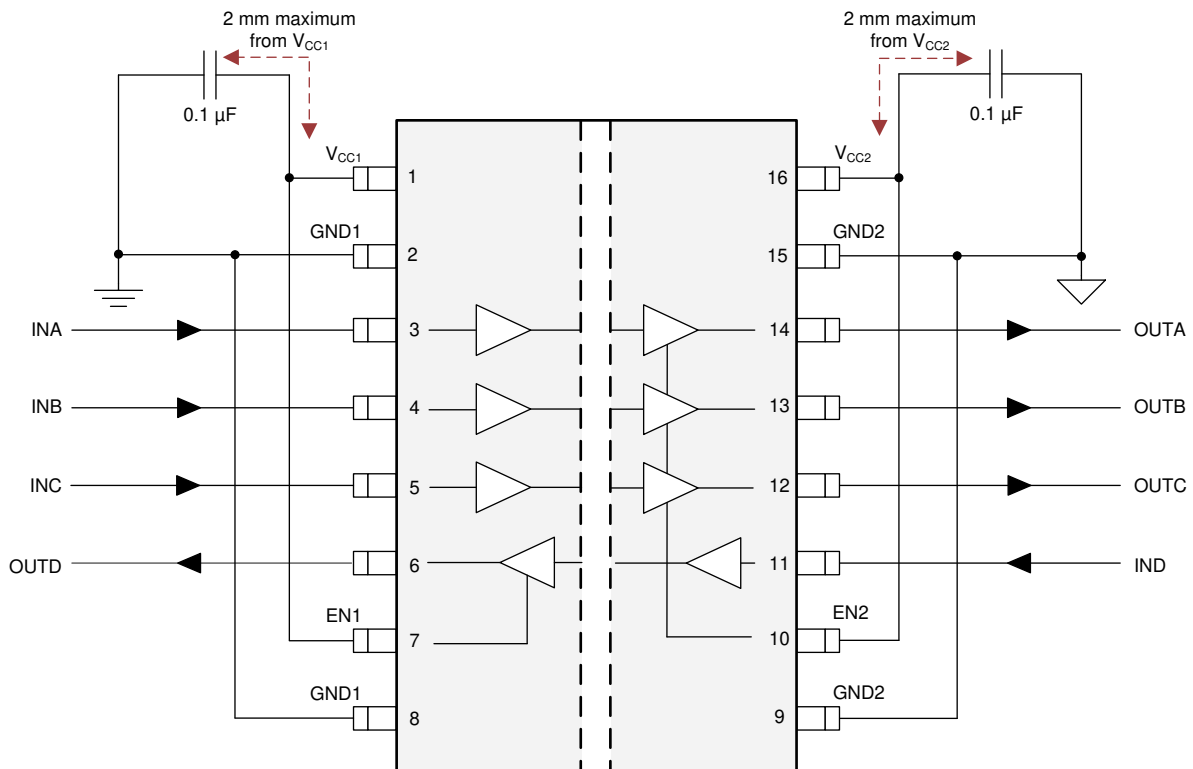 2 mm maximum
from VCC1
2 mm maximum
from VCC2
0.1 µF
0.1 µF
VCC1
1
16
VCC2
GND1
2
15
GND2
INA
3
14
OUTA
INB
4
13
OUTB
INC
5
12
OUTC
OUTD
6
11
IND
EN1
7
10
EN2
GND1
8
9
GND2